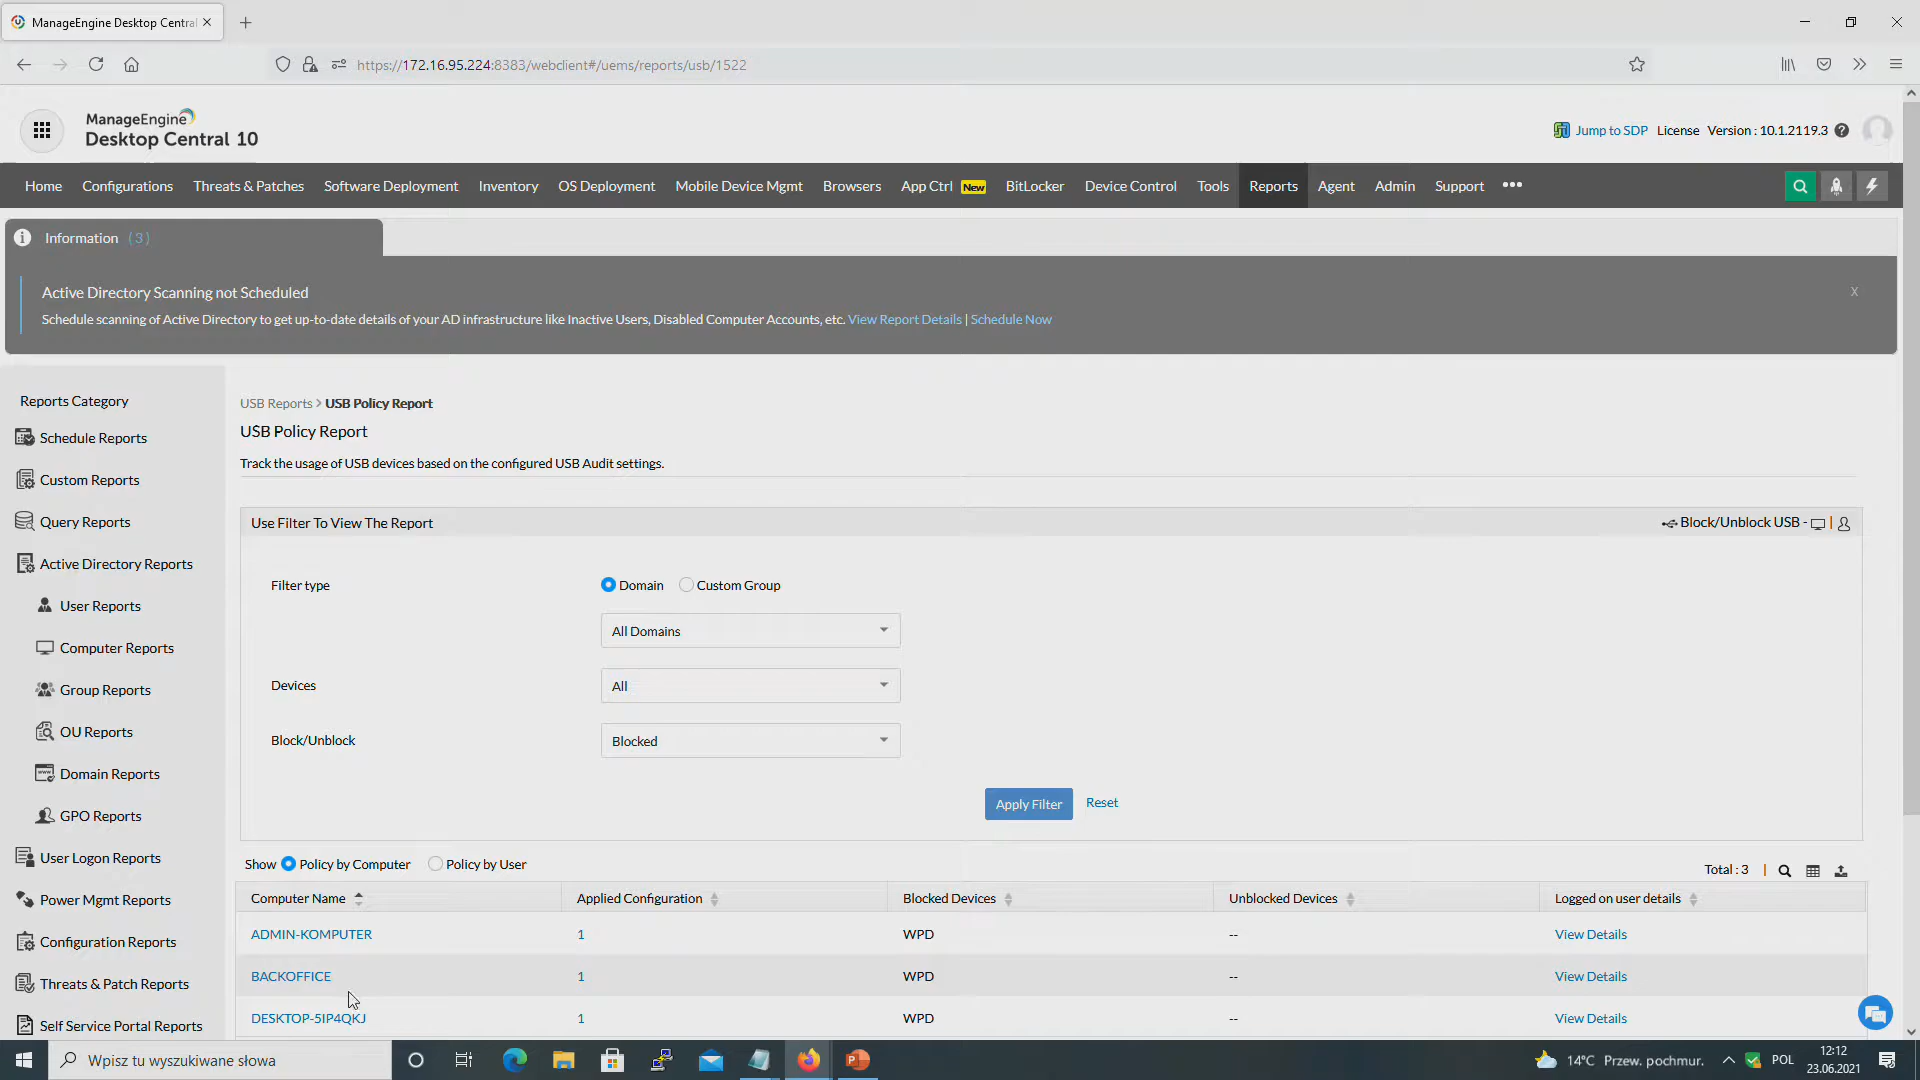 ManageEngine Desktop Central
https://172.16.95.224:8383/webclient#/uems/reports/usb/1522
ManageEngine
Desktop Central 10
Jump to SDP License Version : 10.1.2119.3
Home Configurations Threats & Patches Software Deployment Inventory OS Deployment Mobile Device Mgmt Browsers App Ctrl New BitLocker Device Control Tools Reports Agent Admin Support
Information (3)
Active Directory Scanning not Scheduled
X
Schedule scanning of Active Directory to get up-to-date details of your AD infrastructure like Inactive Users, Disabled Computer Accounts, etc. View Report Details | Schedule Now
Reports Category
Schedule Reports
Custom Reports
Query Reports
Active Directory Reports
User Reports
Computer Reports
Group Reports
OU Reports
Domain Reports
GPO Reports
User Logon Reports
Power Mgmt Reports
Configuration Reports
Threats & Patch Reports
Self Service Portal Reports
USB Reports > USB Policy Report
USB Policy Report
Track the usage of USB devices based on the configured USB Audit settings.
Use Filter To View The Report
Block/Unblock USB - |
Filter type Domain Custom Group
All Domains
Devices All
Block/Unblock Blocked
Apply Filter Reset
Show Policy by Computer Policy by User
Total : 3 |
Computer Name Applied Configuration Blocked Devices Unblocked Devices Logged on user details
ADMIN-KOMPUTER 1 WPD -- View Details
BACKOFFICE 1 WPD -- View Details
DESKTOP-5IP4QKJ 1 WPD -- View Details
Wpisz tu wyszukiwane słowa
14°C Przew. pochmur.
POL
12:12
23.06.2021